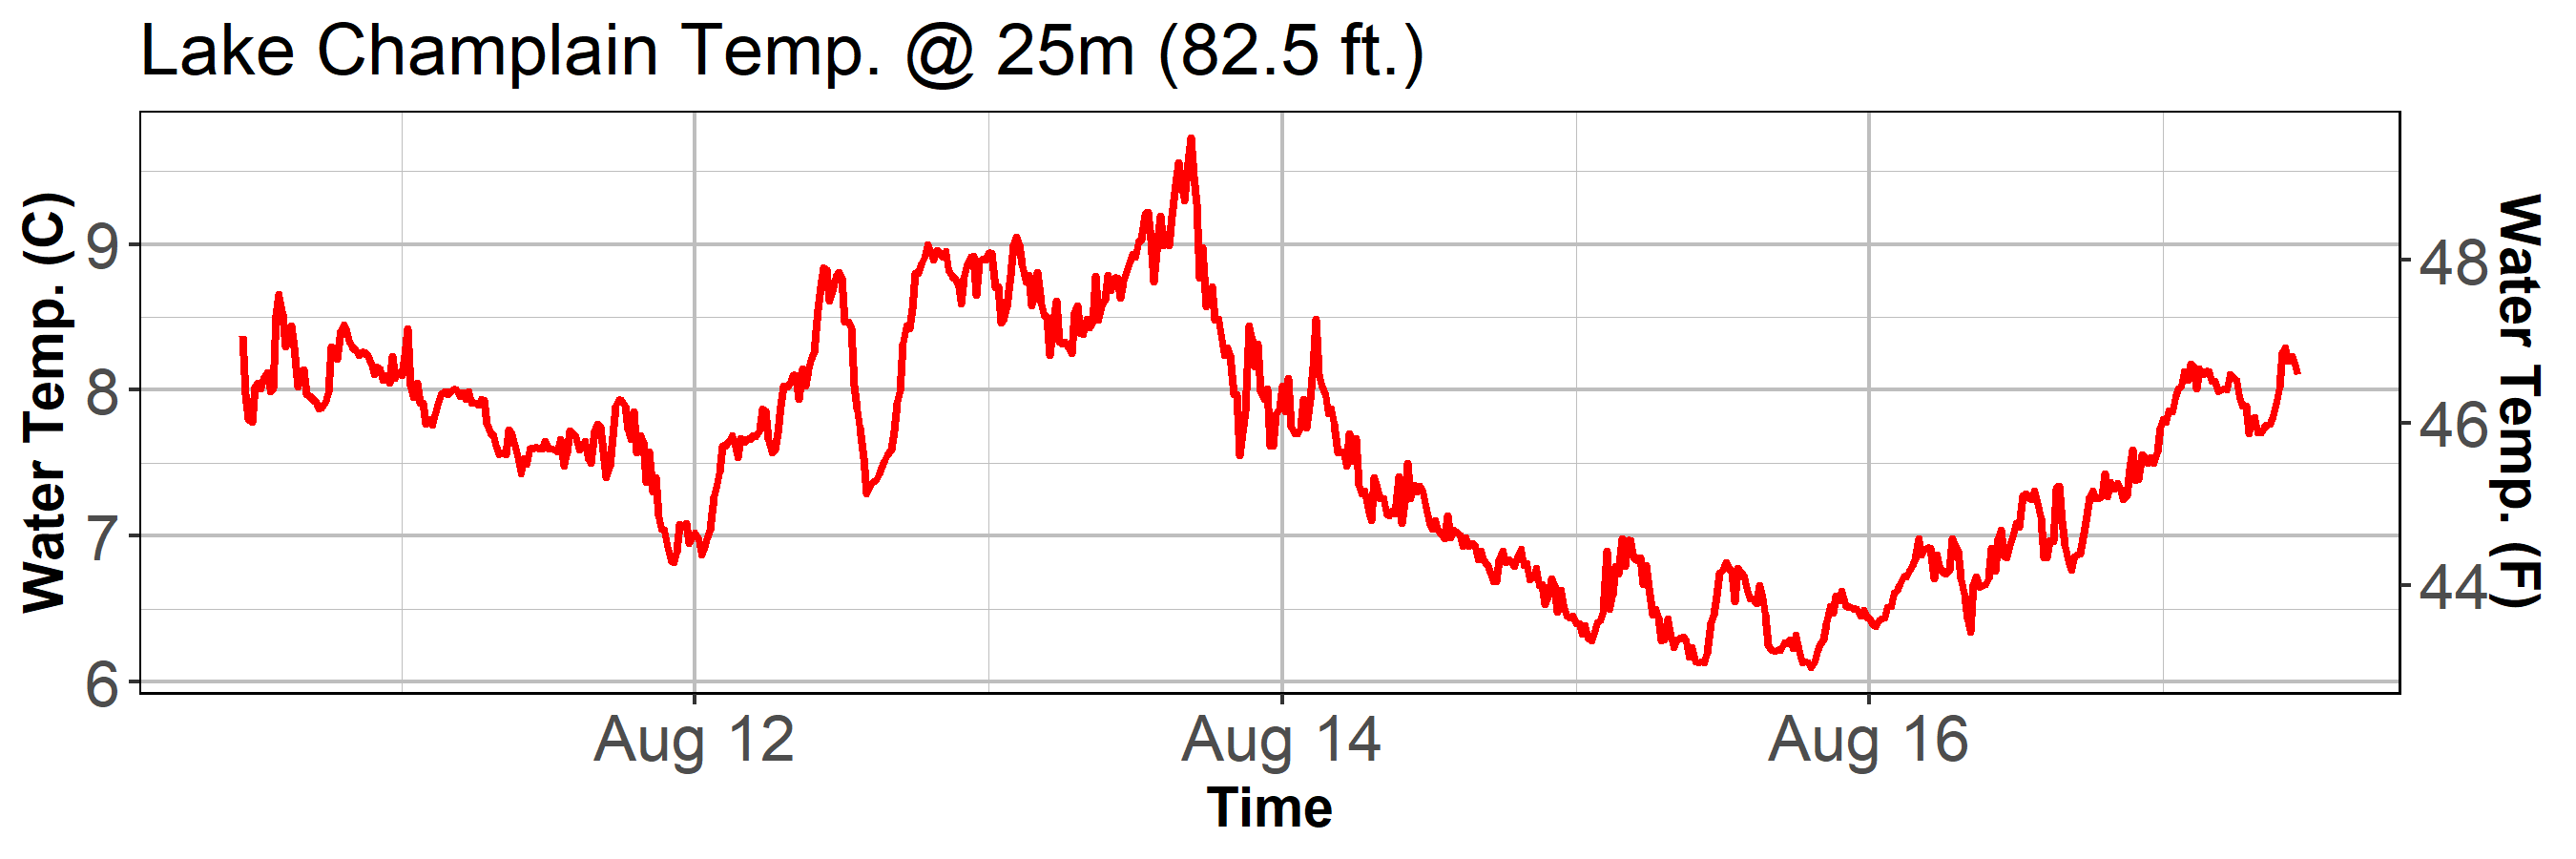 Lake Champlain Temp. @ 25m (82.5 ft.)
Water Temp. (C)
9
8
7
6
48
46
44
Water Temp. (F)
Aug 12
Aug 14
Aug 16
Time